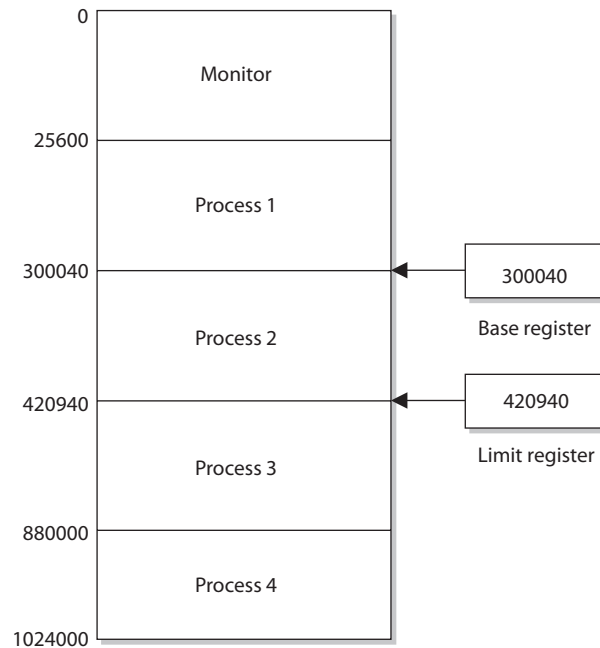 0
Monitor
25600
Process 1
300040
300040
Base register
Process 2
420940
420940
Limit register
Process 3
880000
Process 4
1024000